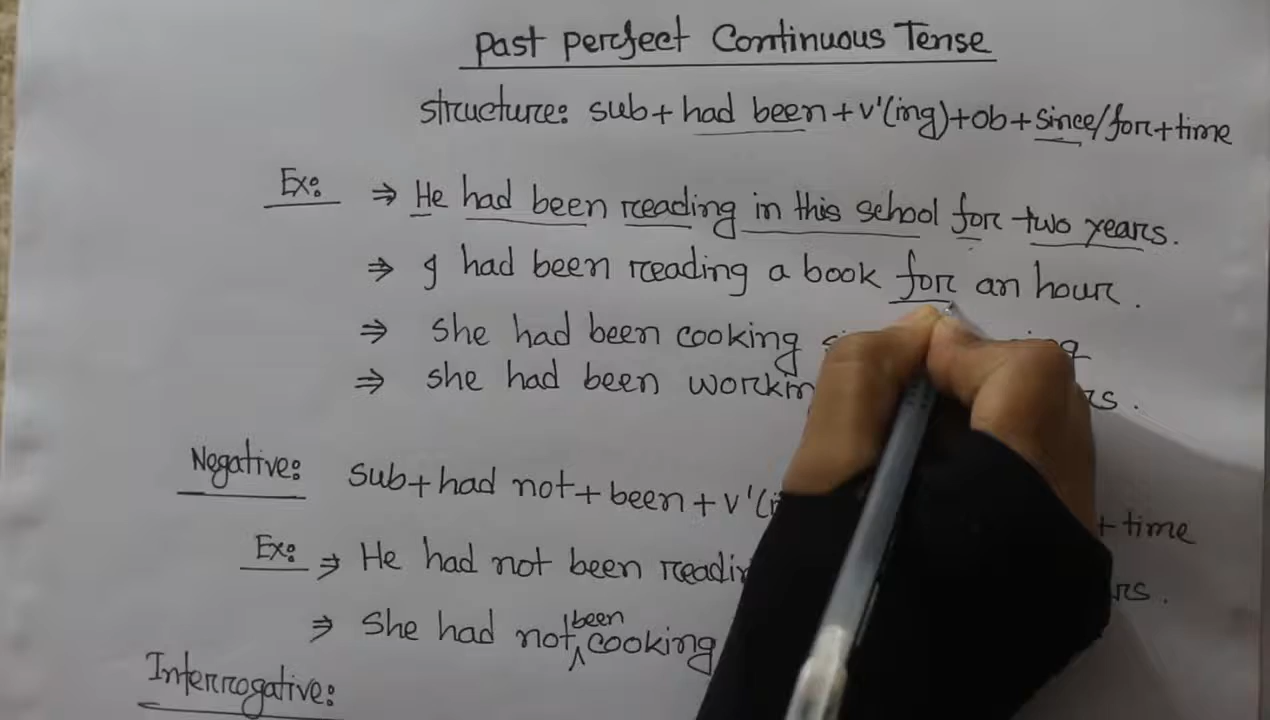 Past perfect Continuous Tense
structure: sub+had been+v'(ing)+ob+since/for+time
Ex: ⇒ He had been reading in this school for two years.
⇒ I had been reading a book for an hour.
⇒ she had been cooking
⇒ she had been
Negative: sub+had not+been+v' +time
Ex: ⇒ He had not been
⇒ She had not been cooking
Interrogative: